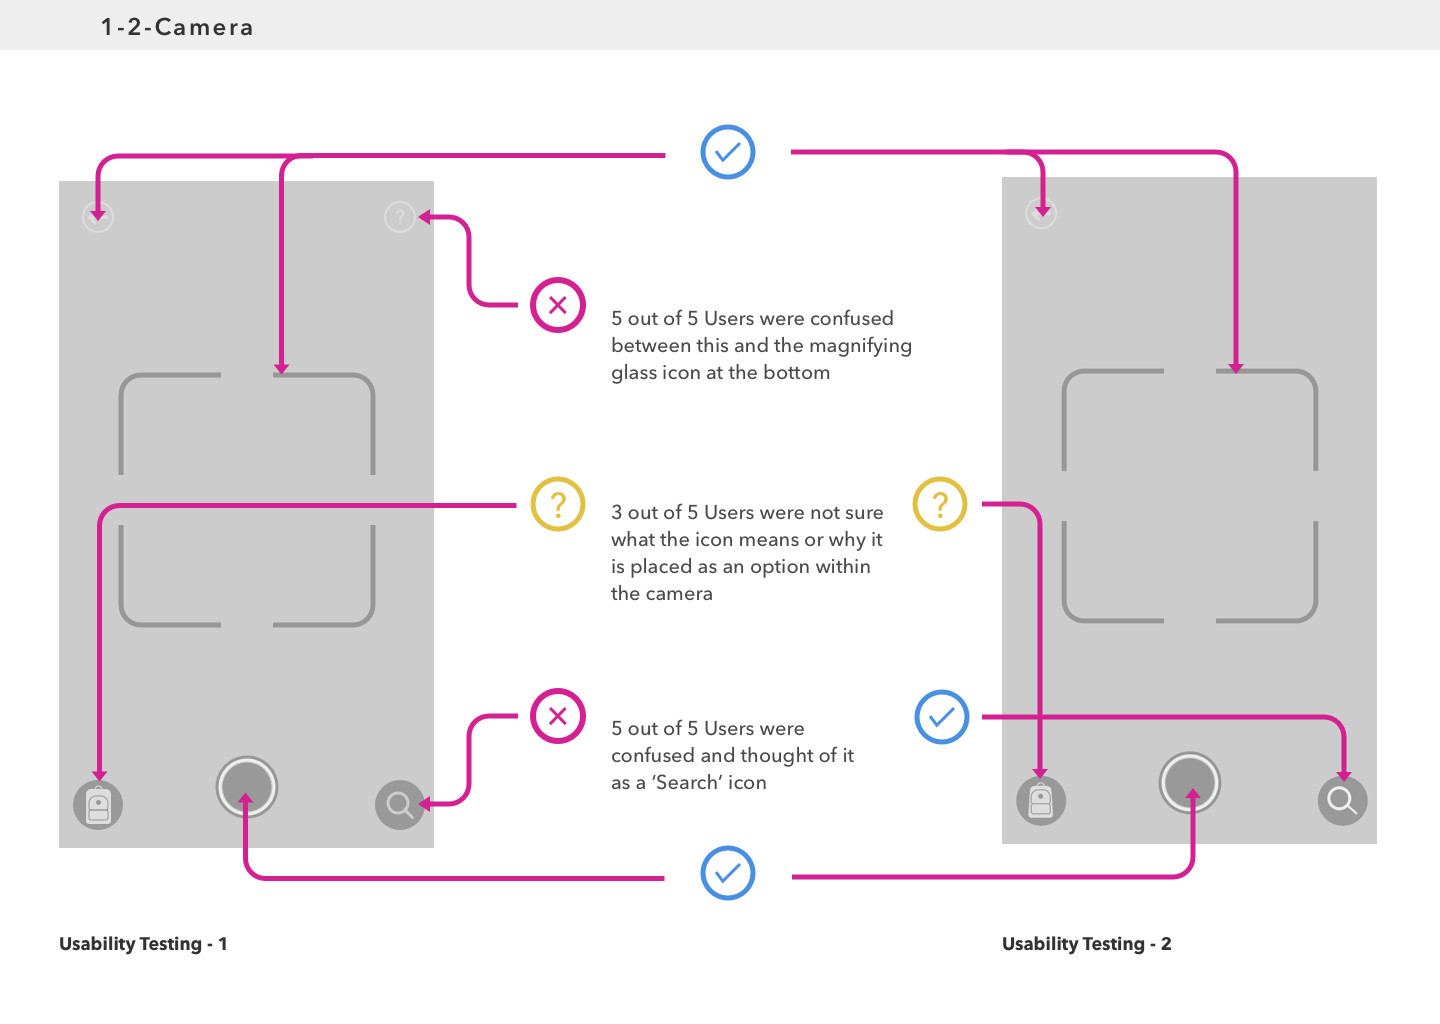 1-2-Camera
?
5 out of 5 Users were confused
between this and the magnifying
glass icon at the bottom
?
3 out of 5 Users were not sure
what the icon means or why it
is placed as an option within
the camera
?
5 out of 5 Users were
confused and thought of it
as a ‘Search’ icon
Usability Testing - 1
Usability Testing - 2